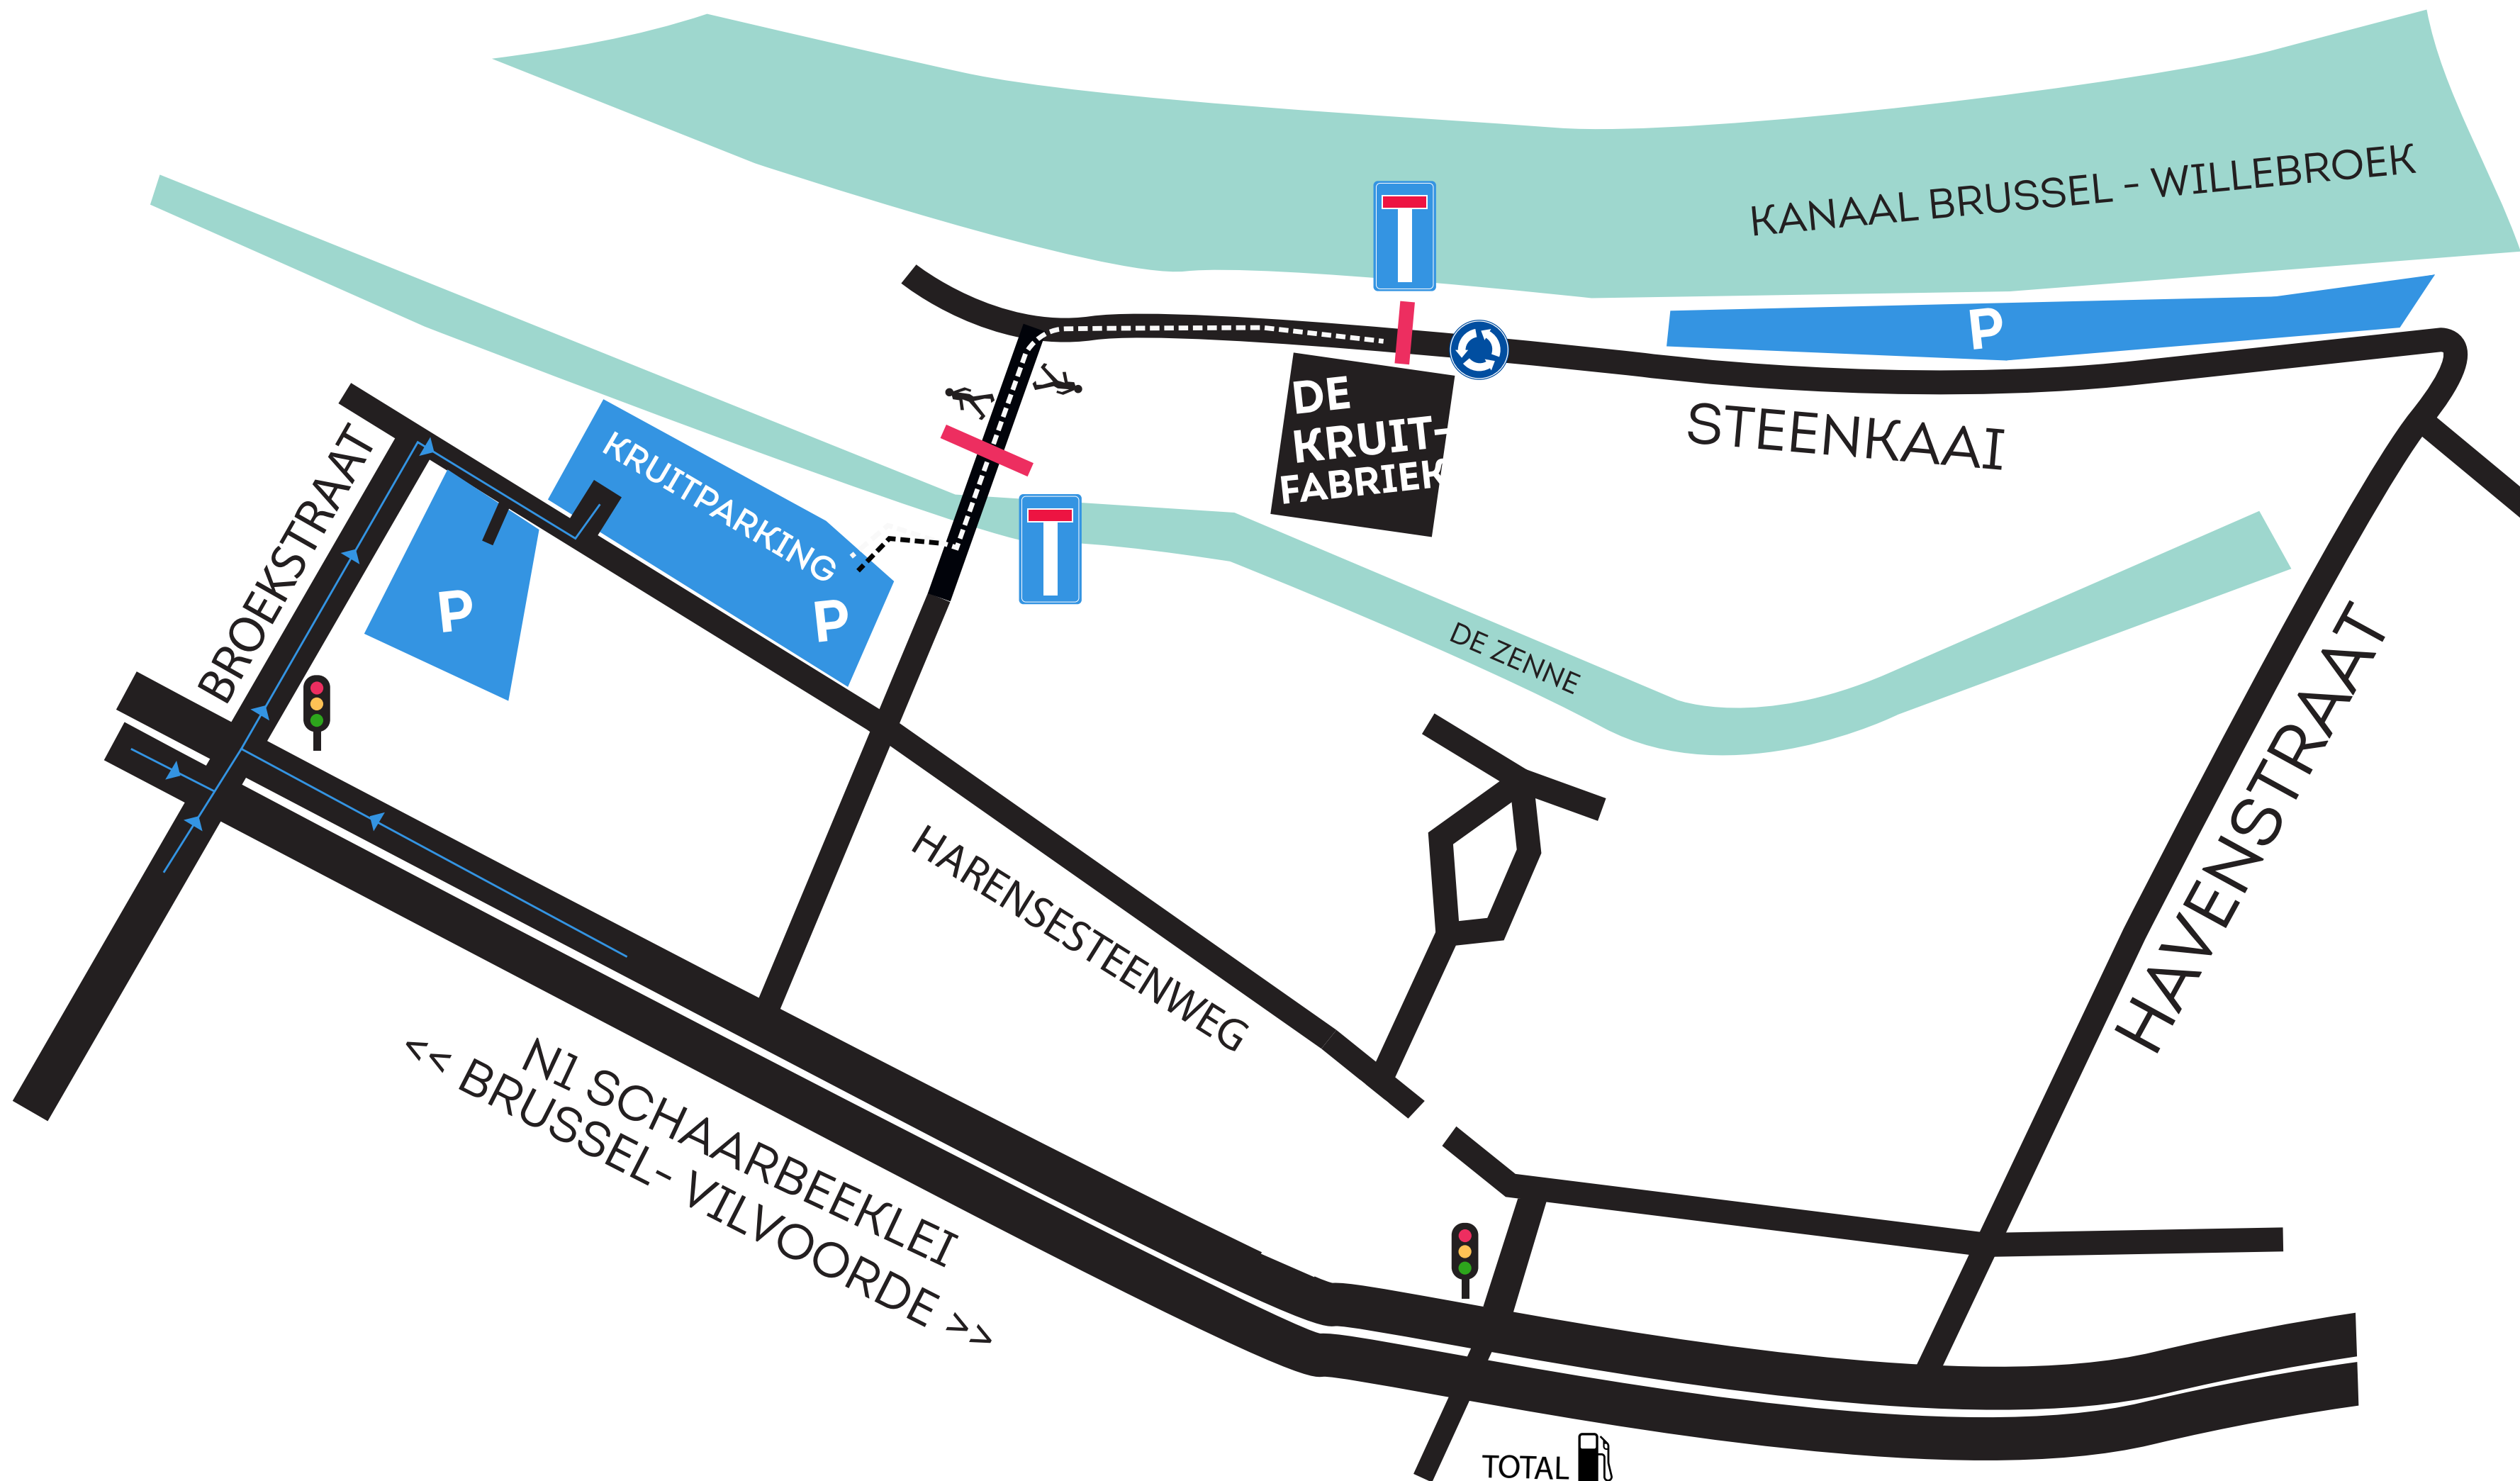 KANAAL BRUSSEL - WILLEBROEK
P
DE
KRUIT-
FABRIEK
STEENKAAI
BROEKSTRAAT
KRUITPARKING :
P
P
DE ZENNE
HAVENSTRAAT
HARENSESTEENWEG
N1 SCHAARBEEKLEI
<< BRUSSEL- VILVOORDE >>
TOTAL